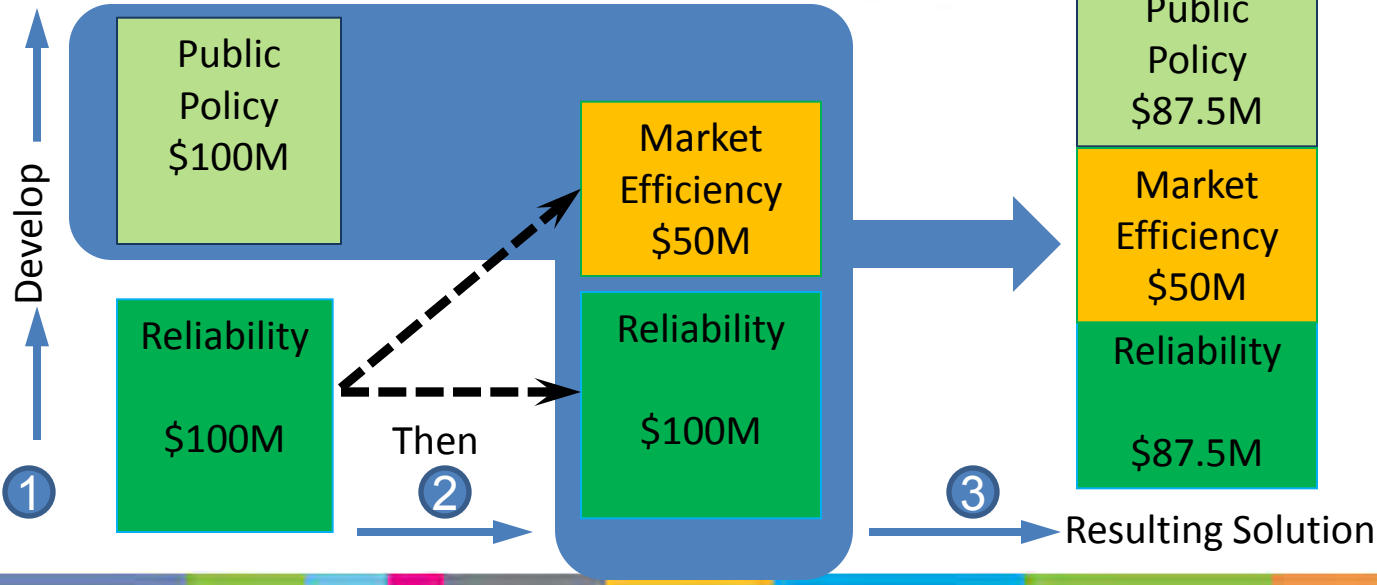 Develop
1
Public
Policy
$100M
Reliability
$100M
Then
2
Market
Efficiency
$50M
Reliability
$100M
3
Public
Policy
$87.5M
Market
Efficiency
$50M
Reliability
$87.5M
Resulting Solution